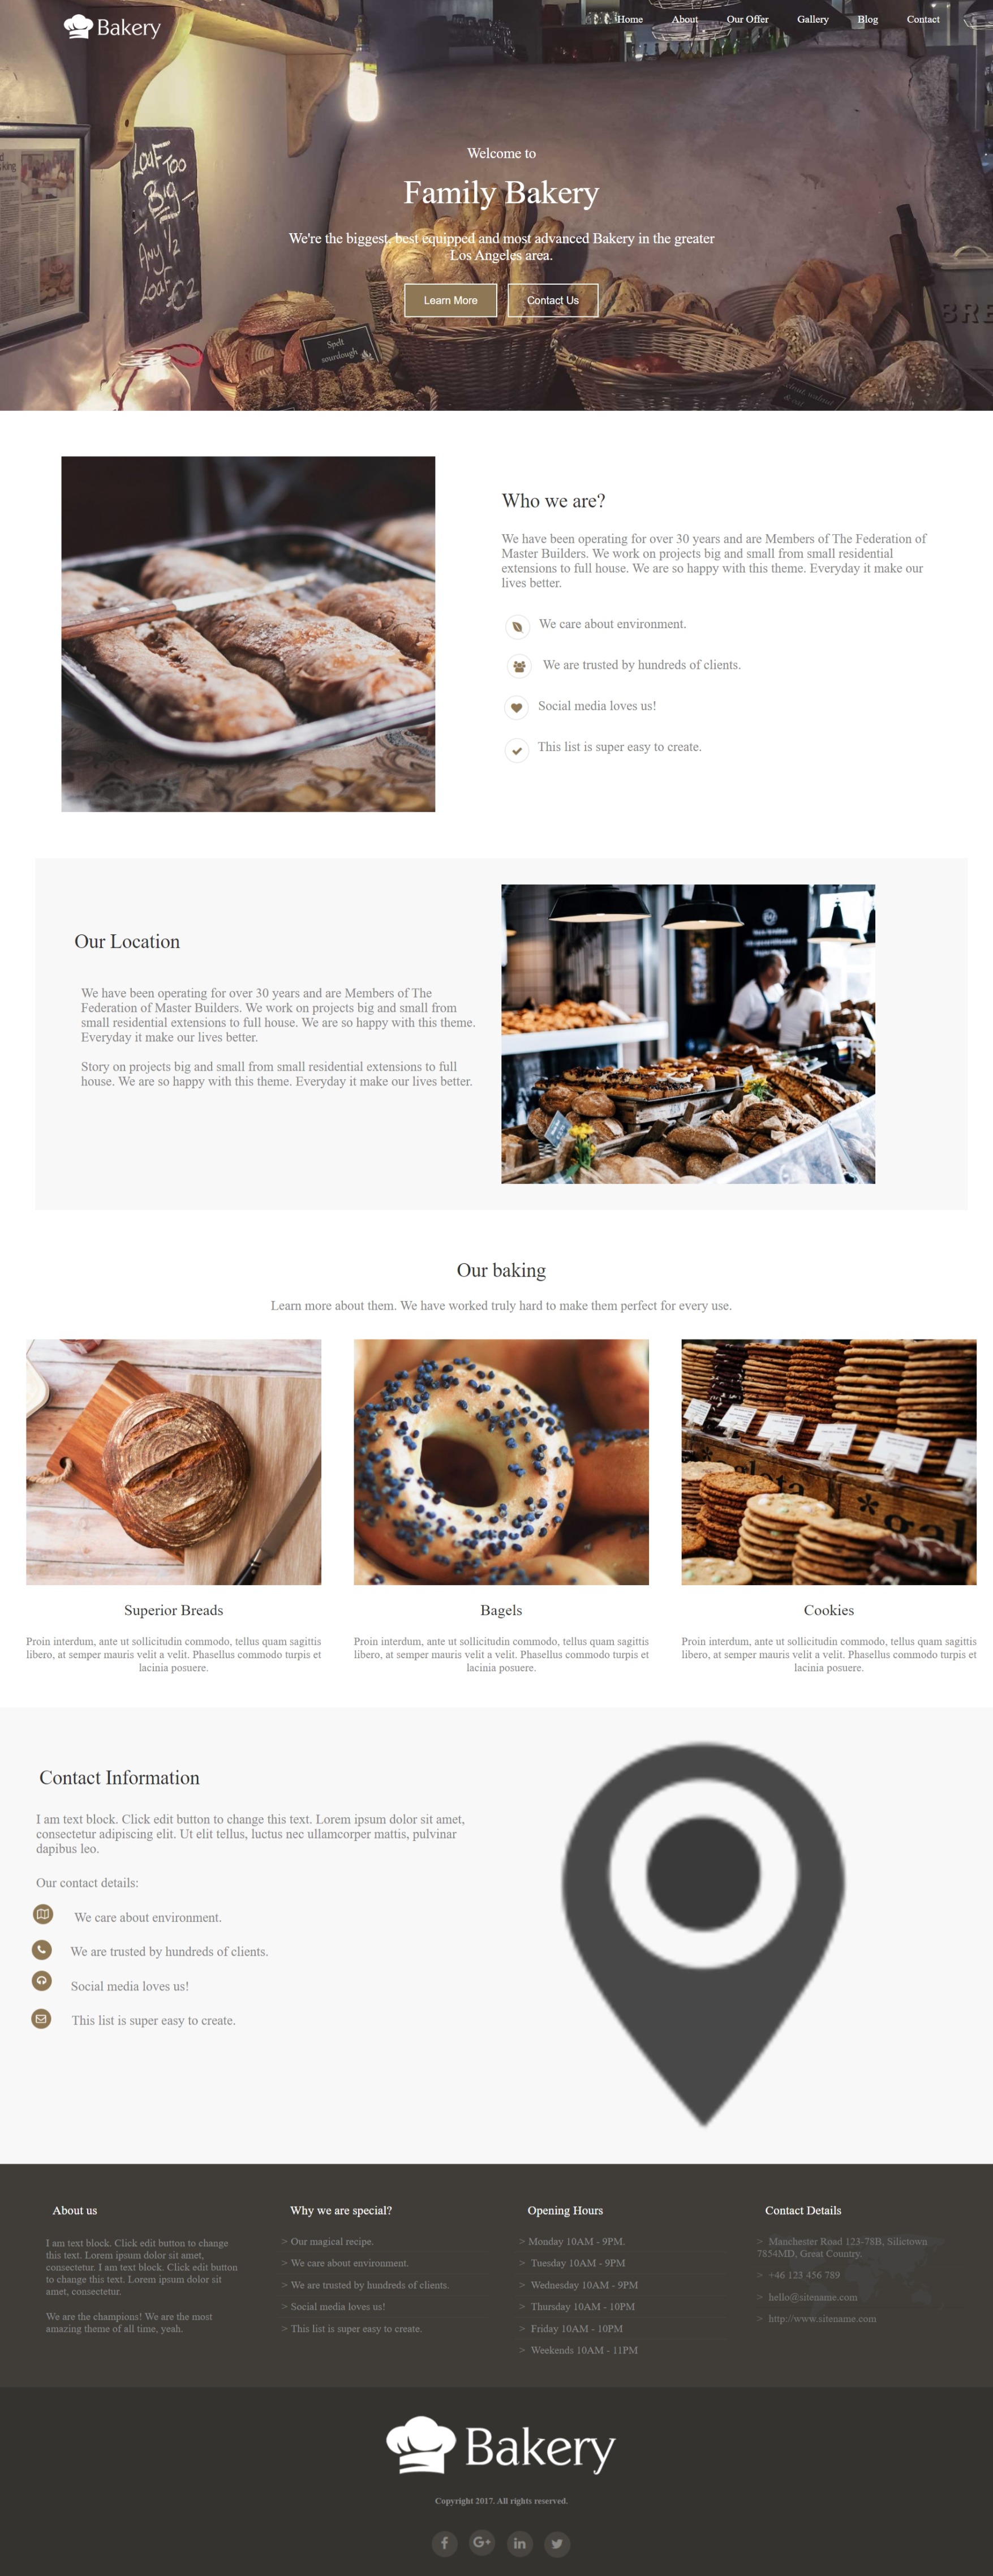 Bakery
Home About Our Offer Gallery Blog Contact
Loaf Too
Big -
Any 1/2
Loaf €2
Welcome to
Family Bakery
We're the biggest, best equipped and most advanced Bakery in the greater
Los Angeles area.
Learn More
Contact Us
Spelt
sourdough
BRE
Who we are?
We have been operating for over 30 years and are Members of The Federation of
Master Builders. We work on projects big and small from small residential
extensions to full house. We are so happy with this theme. Everyday it make our
lives better.
We care about environment.
We are trusted by hundreds of clients.
Social media loves us!
This list is super easy to create.
Our Location
We have been operating for over 30 years and are Members of The
Federation of Master Builders. We work on projects big and small from
small residential extensions to full house. We are so happy with this theme.
Everyday it make our lives better.
Story on projects big and small from small residential extensions to full
house. We are so happy with this theme. Everyday it make our lives better.
Our baking
Learn more about them. We have worked truly hard to make them perfect for every use.
Superior Breads
Proin interdum, ante ut sollicitudin commodo, tellus quam sagittis
libero, at semper mauris velit a velit. Phasellus commodo turpis et
lacinia posuere.
Bagels
Proin interdum, ante ut sollicitudin commodo, tellus quam sagittis
libero, at semper mauris velit a velit. Phasellus commodo turpis et
lacinia posuere.
Cookies
Proin interdum, ante ut sollicitudin commodo, tellus quam sagittis
libero, at semper mauris velit a velit. Phasellus commodo turpis et
lacinia posuere.
Contact Information
I am text block. Click edit button to change this text. Lorem ipsum dolor sit amet,
consectetur adipiscing elit. Ut elit tellus, luctus nec ullamcorper mattis, pulvinar
dapibus leo.
Our contact details:
We care about environment.
We are trusted by hundreds of clients.
Social media loves us!
This list is super easy to create.
About us
I am text block. Click edit button to change
this text. Lorem ipsum dolor sit amet,
consectetur. I am text block. Click edit button
to change this text. Lorem ipsum dolor sit
amet, consectetur.
We are the champions! We are the most
amazing theme of all time, yeah.
Why we are special?
> Our magical recipe.
> We care about environment.
> We are trusted by hundreds of clients.
> Social media loves us!
> This list is super easy to create.
Opening Hours
> Monday 10AM - 9PM.
> Tuesday 10AM - 9PM
> Wednesday 10AM - 9PM
> Thursday 10AM - 10PM
> Friday 10AM - 10PM
> Weekends 10AM - 11PM
Contact Details
> Manchester Road 123-78B, Silictown
7854MD, Great Country.
> +46 123 456 789
> hello@sitename.com
> http://www.sitename.com
Bakery
Copyright 2017. All rights reserved.